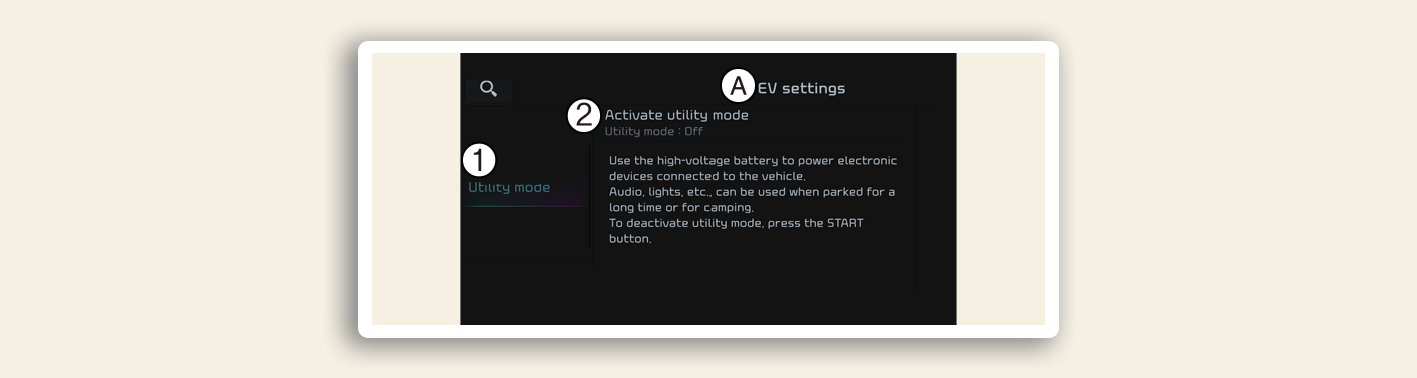 A EV settings
2 Activate utility mode
Utility mode : Off
1
Utility mode
Use the high-voltage battery to power electronic
devices connected to the vehicle.
Audio, lights, etc., can be used when parked for a
long time or for camping.
To deactivate utility mode, press the START
button.